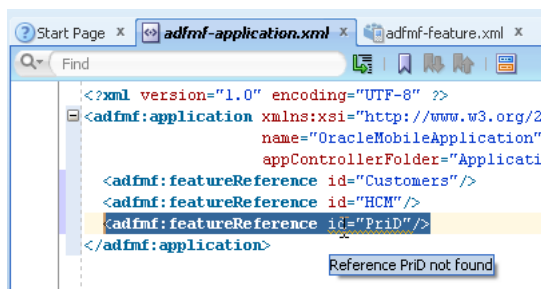 Start Page x adfmf-application.xml x adfmf-feature.xml x
Find
<?xml version="1.0" encoding="UTF-8" ?>
<adfmf:application xmlns:xsi="http://www.w3.org/2
name="OracleMobileApplication"
appControllerFolder="Applicati
<adfmf:featureReference id="Customers"/>
<adfmf:featureReference id="HCM"/>
<adfmf:featureReference id="PriD"/>
</adfmf:application>
Reference PriD not found